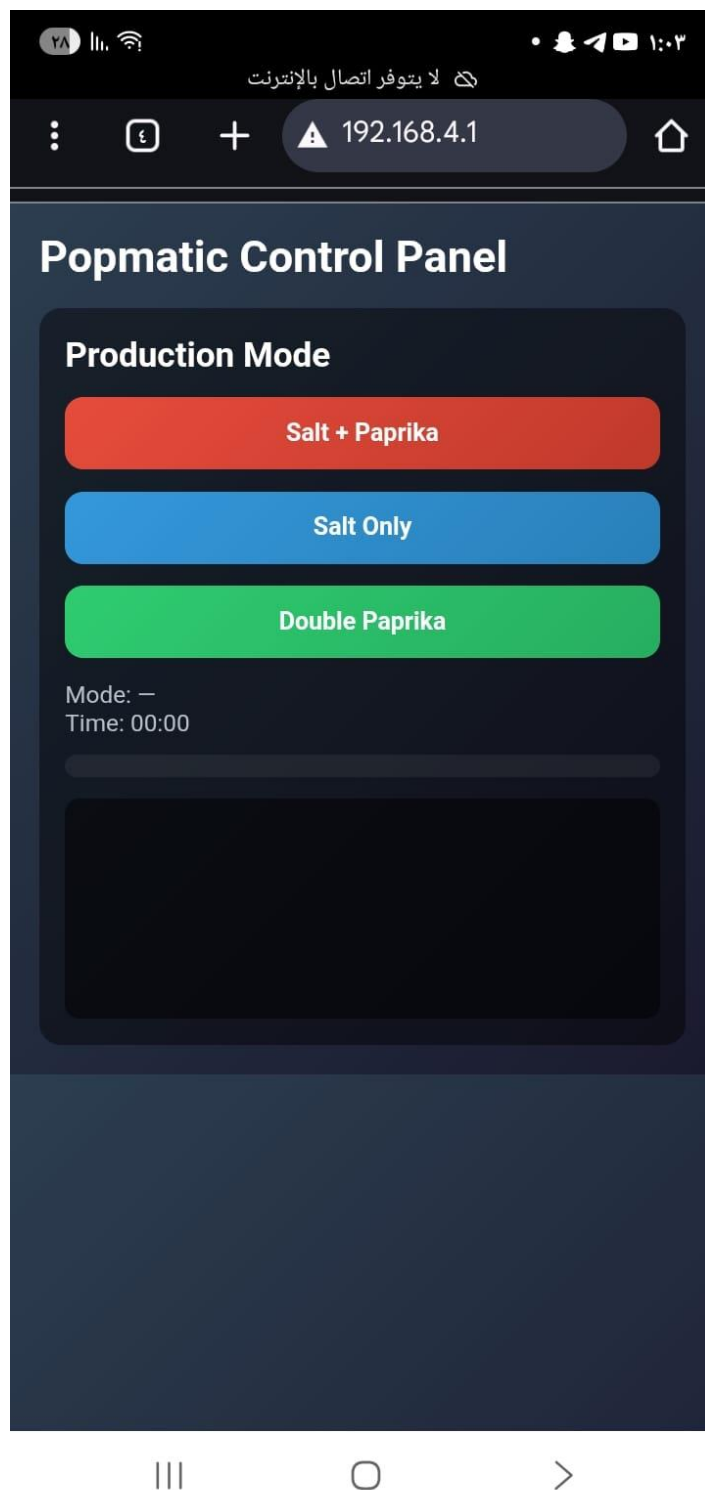 ٢٨
١:٠٣
لا يتوفر اتصال بالإنترنت
٤
192.168.4.1
Popmatic Control Panel
Production Mode
Salt + Paprika
Salt Only
Double Paprika
Mode: —
Time: 00:00